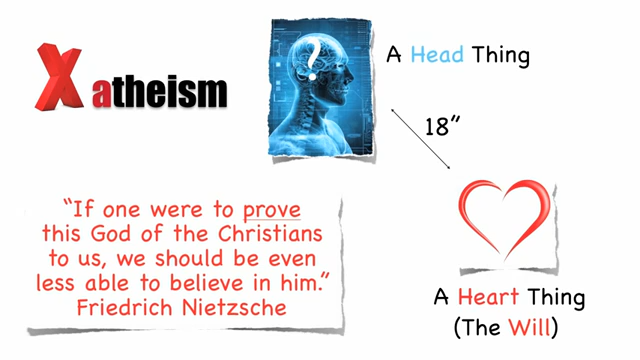 X atheism
?
A Head Thing
18”
“If one were to prove
this God of the Christians
to us, we should be even
less able to believe in him.”
Friedrich Nietzsche
A Heart Thing
(The Will)